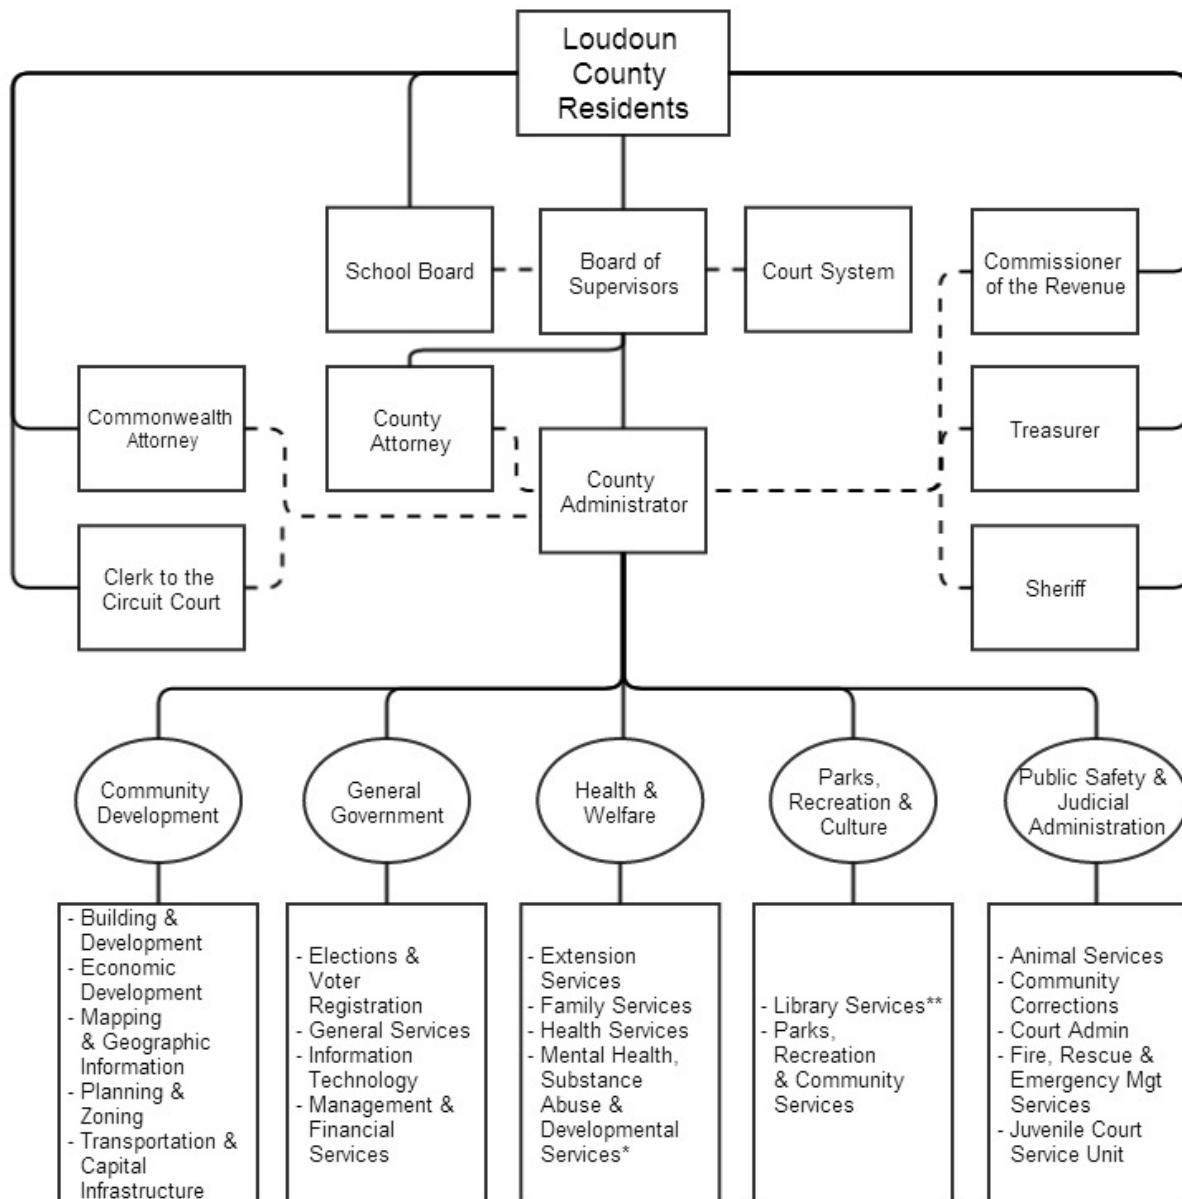 Loudoun
County
Residents
School Board
Board of
Supervisors
Court System
Commissioner
of the Revenue
Commonwealth
Attorney
County
Attorney
County
Administrator
Treasurer
Clerk to the
Circuit Court
Sheriff
Community
Development
General
Government
Health &
Welfare
Parks,
Recreation &
Culture
Public Safety &
Judicial
Administration
- Building &
Development
- Economic
Development
- Mapping
& Geographic
Information
- Planning &
Zoning
- Transportation &
Capital
Infrastructure
- Elections &
Voter
Registration
- General Services
- Information
Technology
- Management &
Financial
Services
- Extension
Services
- Family Services
- Health Services
- Mental Health,
Substance
Abuse &
Developmental
Services*
- Library Services**
- Parks,
Recreation
& Community
Services
- Animal Services
- Community
Corrections
- Court Admin
- Fire, Rescue &
Emergency Mgt
Services
- Juvenile Court
Service Unit